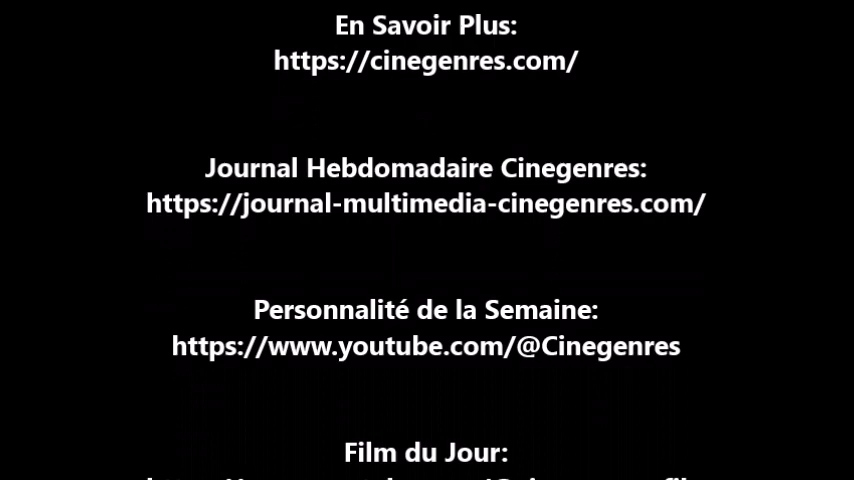 En Savoir Plus:
https://cinegenres.com/
Journal Hebdomadaire Cinegenres:
https://journal-multimedia-cinegenres.com/
Personnalité de la Semaine:
https://www.youtube.com/@Cinegenres
Film du Jour: